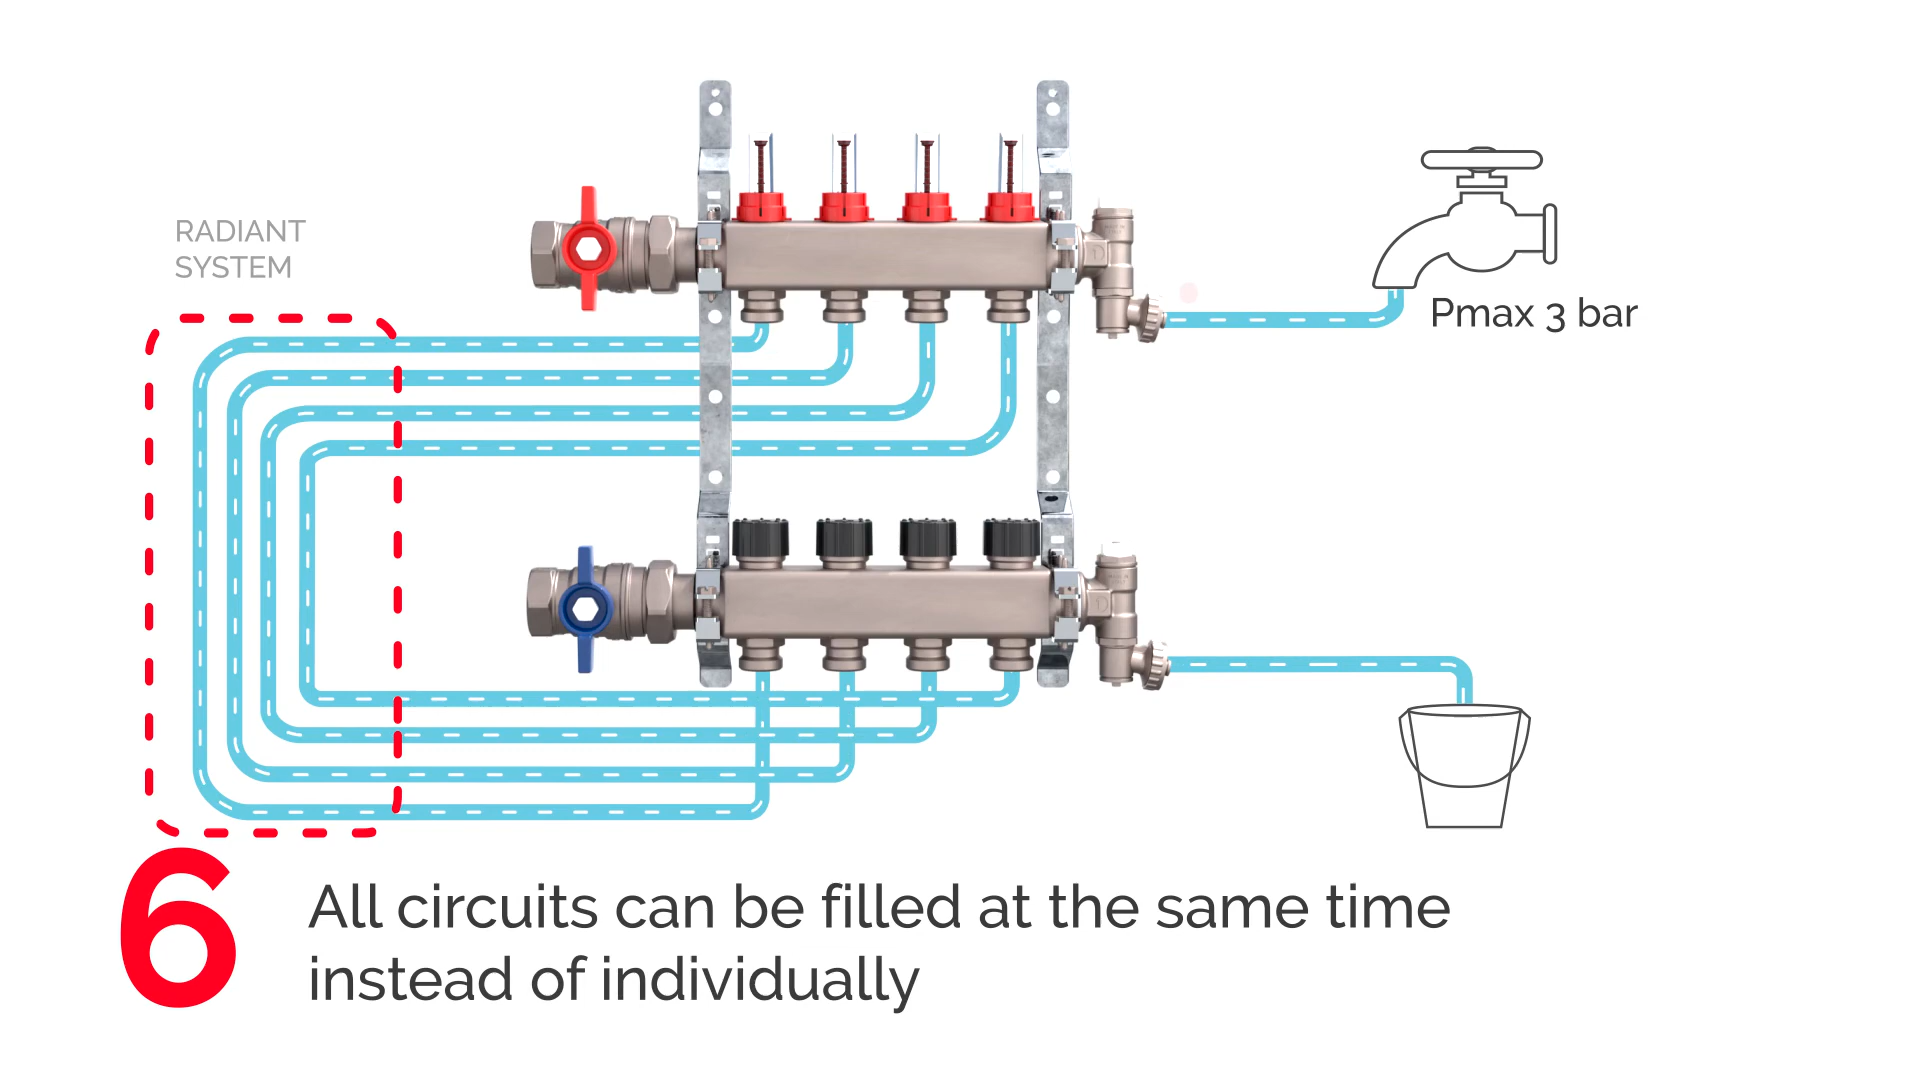 RADIANT
SYSTEM
Pmax 3 bar
6
All circuits can be filled at the same time
instead of individually